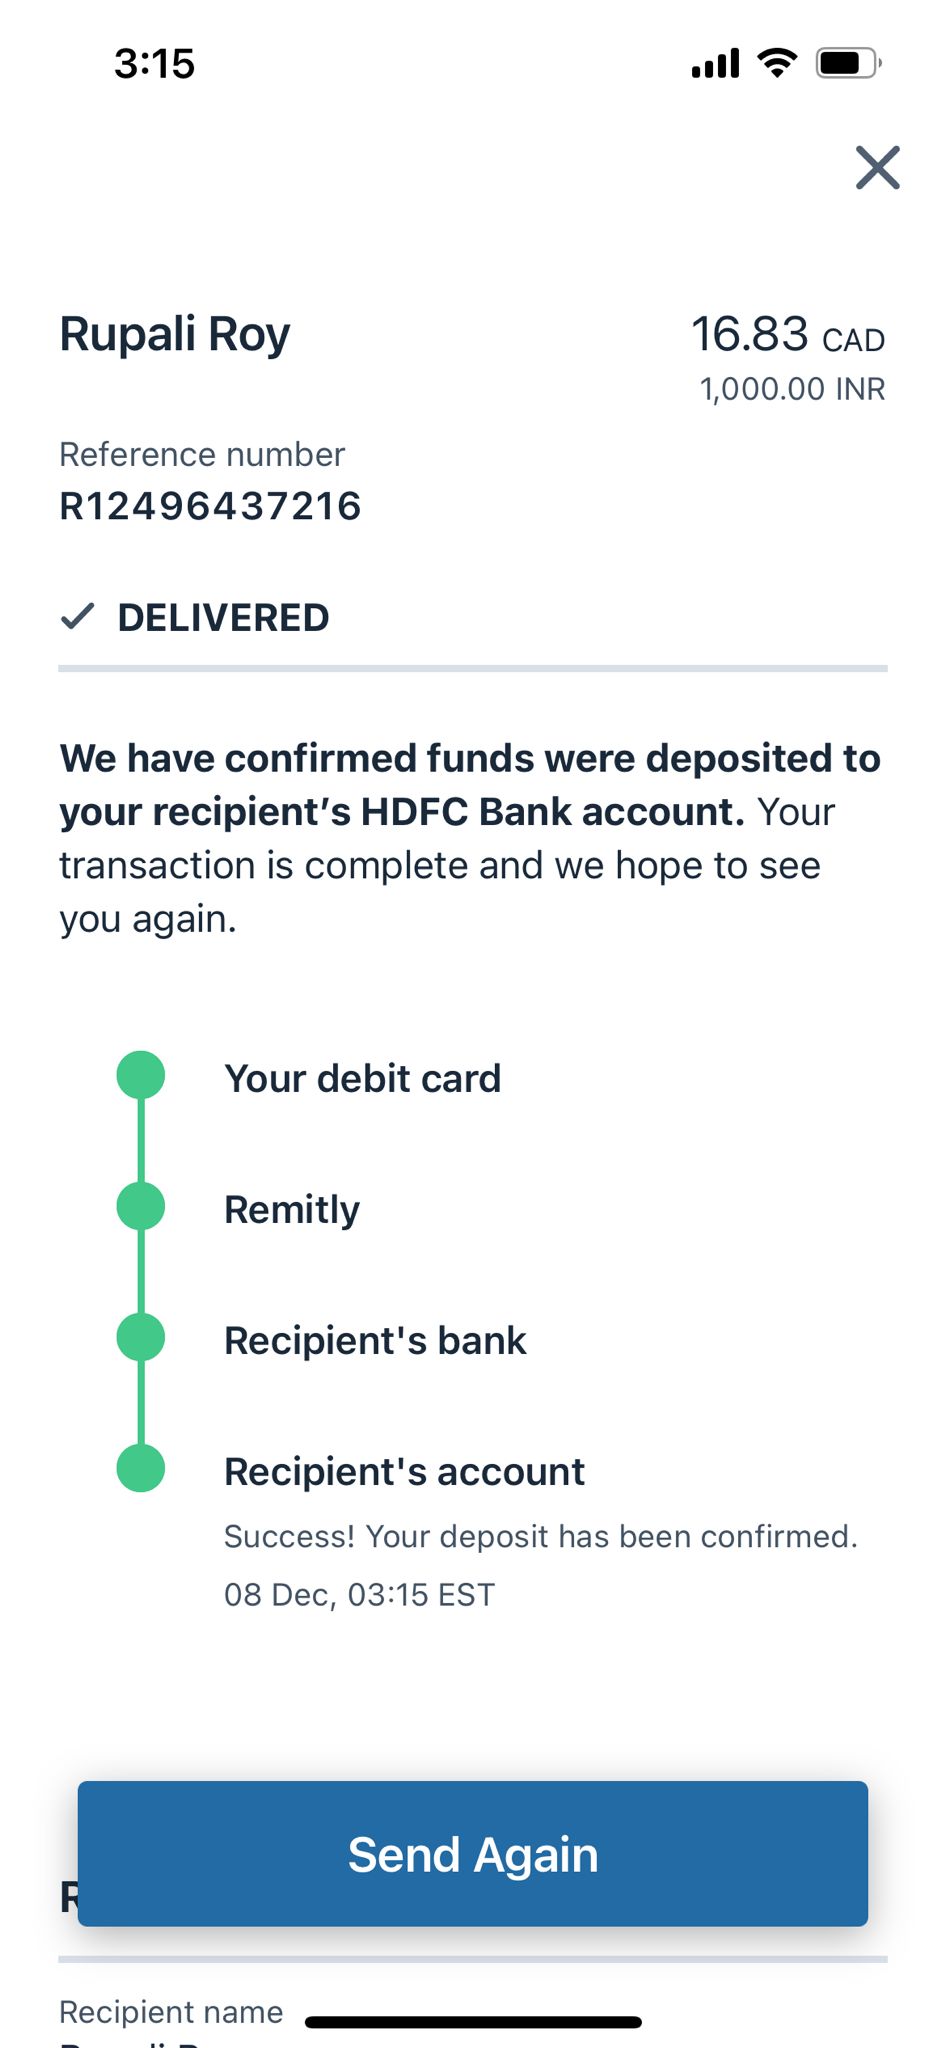 3:15
Rupali Roy
16.83 CAD
1,000.00 INR
Reference number
R12496437216
DELIVERED
We have confirmed funds were deposited to
your recipient’s HDFC Bank account. Your
transaction is complete and we hope to see
you again.
Your debit card
Remitly
Recipient's bank
Recipient's account
Success! Your deposit has been confirmed.
08 Dec, 03:15 EST
Send Again
Recipient name